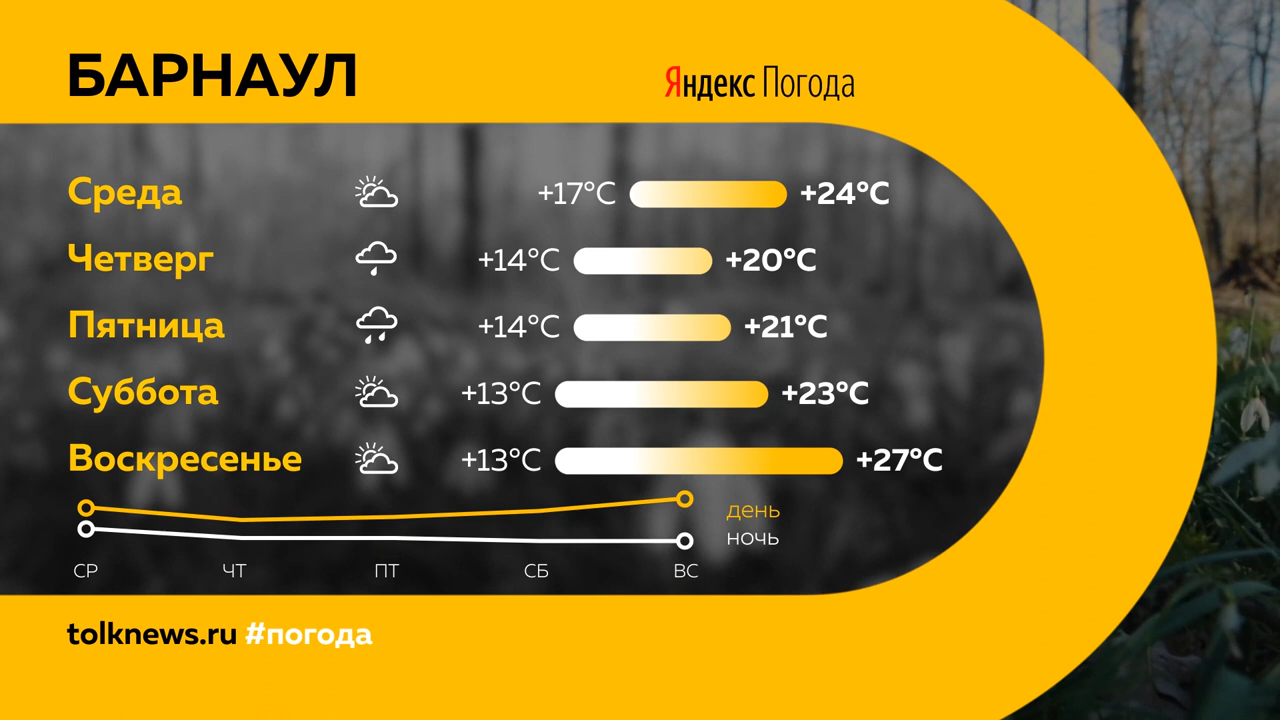 БАРНАУЛ
Яндекс Погода
Среда +17°C +24°C
Четверг +14°C +20°C
Пятница +14°C +21°C
Суббота +13°C +23°C
Воскресенье +13°C +27°C
день
ночь
СР ЧТ ПТ СБ ВС
tolknews.ru #погода